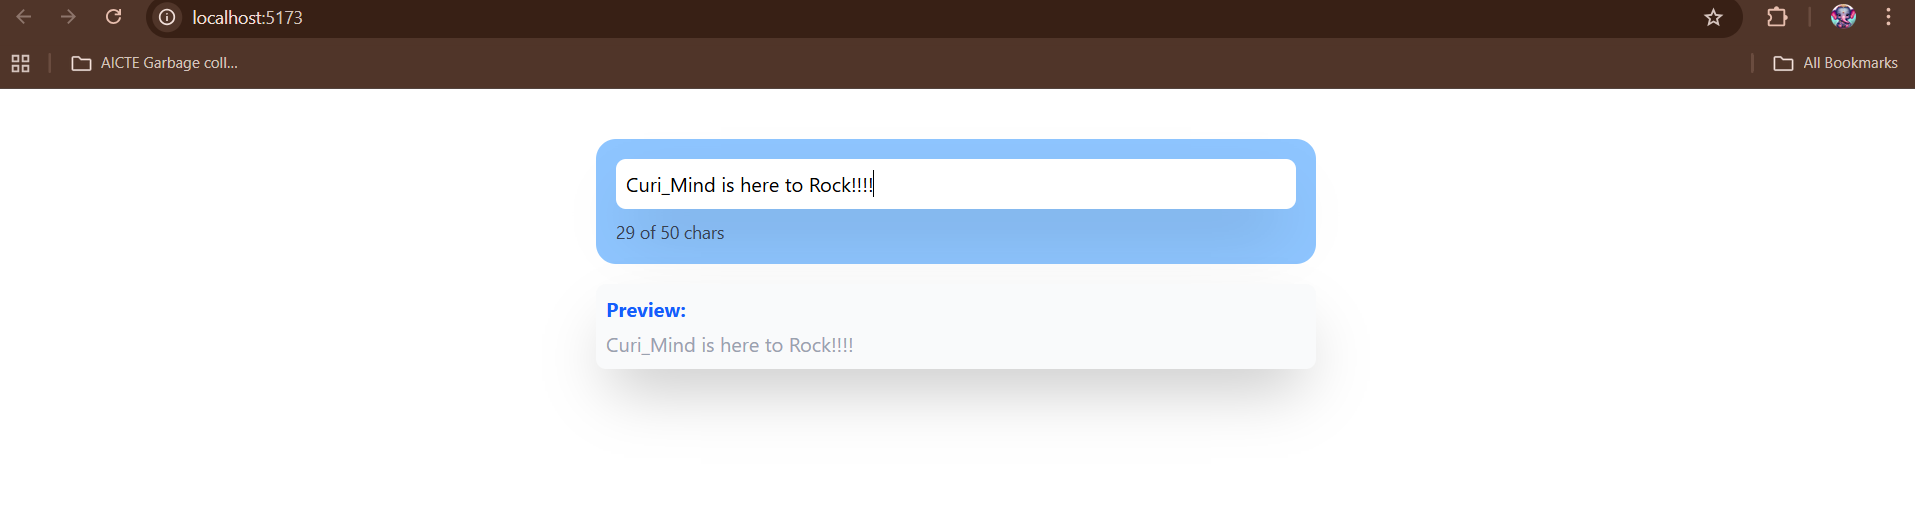 localhost:5173
AICTE Garbage coll...
All Bookmarks
Curi_Mind is here to Rock!!!!
29 of 50 chars
Preview:
Curi_Mind is here to Rock!!!!